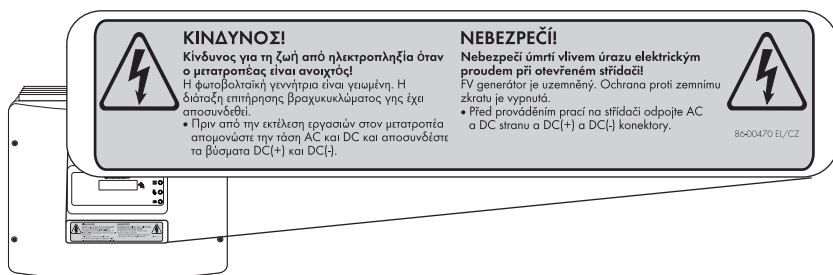 ΚΙΝΔΥΝΟΣ!
Κίνδυνος για τη ζωή από ηλεκτροπληξία όταν
ο μετατροπέας είναι ανοιχτός!
Η φωτοβολταϊκή γεννήτρια είναι γειωμένη. Η
διάταξη επιτήρησης βραχυκυκλώματος γης έχει
αποσυνδεθεί.
• Πριν από την εκτέλεση εργασιών στον μετατροπέα
απομονώστε την τάση AC και DC και αποσυνδέστε
τα βύσματα DC(+) και DC(-).
NEBEZPEČÍ!
Nebezpečí úmrtí vlivem úrazu elektrickým
proudem při otevřeném střídači!
FV generátor je uzemněný. Ochrana proti zemnímu
zkratu je vypnutá.
• Před prováděním prací na střídači odpojte AC
a DC stranu a DC(+) a DC(-) konektory.
86-00470 EL/CZ